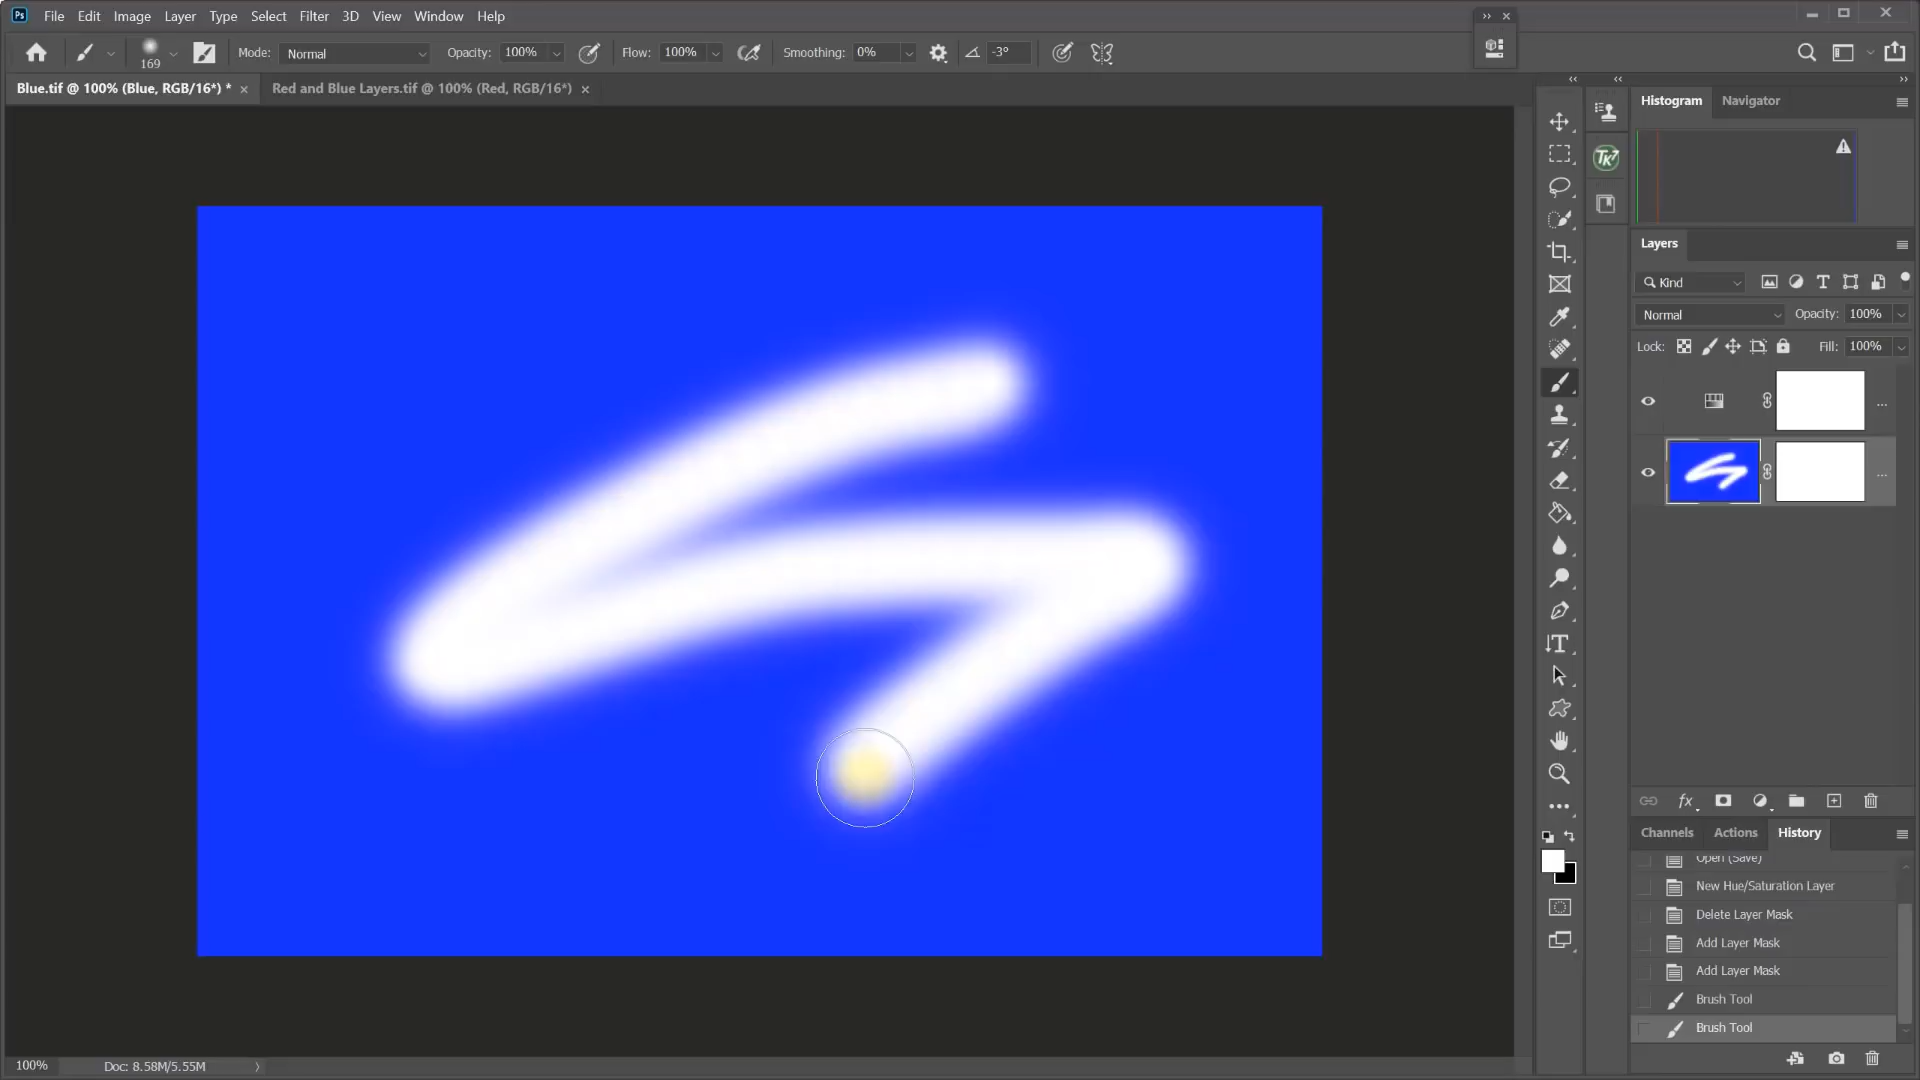 Ps File Edit Image Layer Type Select Filter 3D View Window Help
169 Mode: Normal Opacity: 100% Flow: 100% Smoothing: 0% -3°
Blue.tif @ 100% (Blue, RGB/16*) * Red and Blue Layers.tif @ 100% (Red, RGB/16*)
Histogram Navigator
TK7
Layers
Kind
Normal Opacity: 100%
Lock: Fill: 100%
...
...
fx
Channels Actions History
Open (Save)
New Hue/Saturation Layer
Delete Layer Mask
Add Layer Mask
Add Layer Mask
Brush Tool
Brush Tool
100% Doc: 8.58M/5.55M